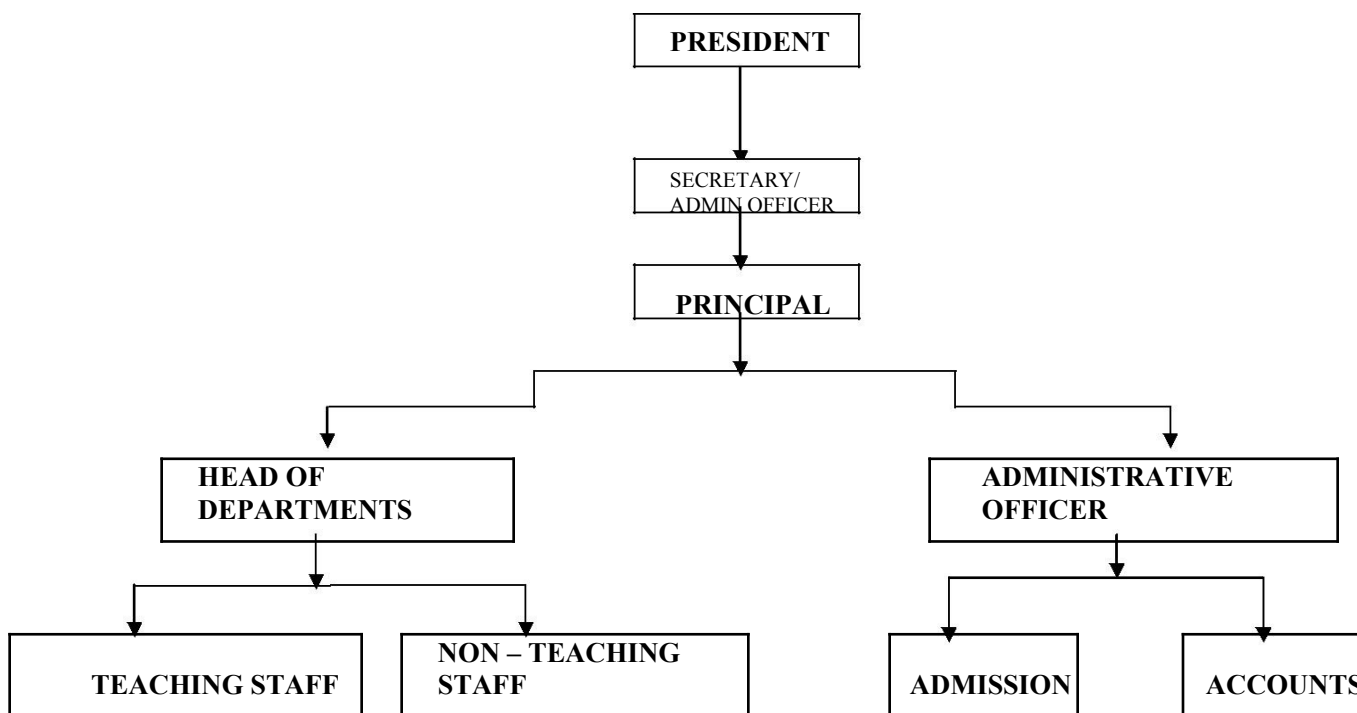 PRESIDENT
SECRETARY/
ADMIN OFFICER
PRINCIPAL
HEAD OF
DEPARTMENTS
ADMINISTRATIVE
OFFICER
TEACHING STAFF
NON – TEACHING
STAFF
ADMISSION
ACCOUNTS